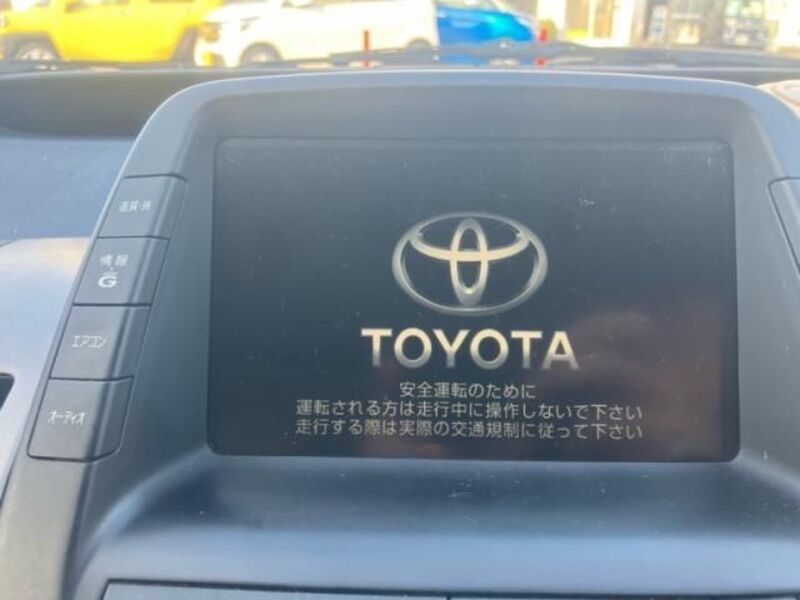 画質・消
情報
G
エアコン
オーディオ
TOYOTA
安全運転のために
運転される方は走行中に操作しないで下さい
走行する際は実際の交通規制に従って下さい